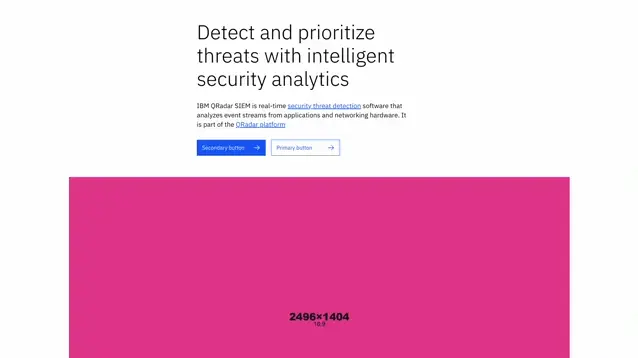 Detect and prioritize
threats with intelligent
security analytics
IBM QRadar SIEM is real-time security threat detection software that
analyzes event streams from applications and networking hardware. It
is part of the QRadar platform
Secondary button
Primary button
2496×1404
16:9